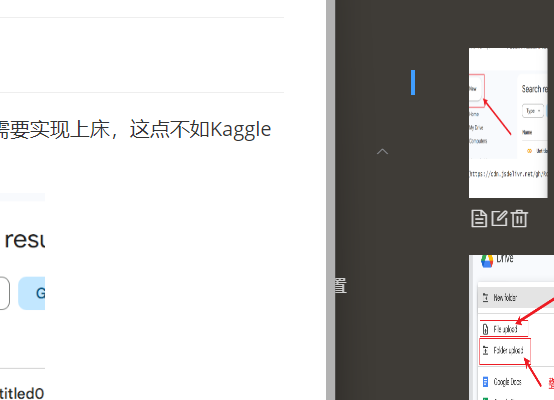 需要实现上床，这点不如Kaggle
resu
G
titled0
置
New
Home
My Drive
Computers
Search re
Type
Name
https://cdn.jsdelivr.net/gh/
Drive
New folder
File upload
Folder upload
Google Docs